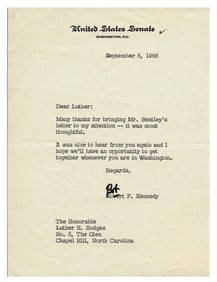 United States Senate
WASHINGTON, D.C.
September 6, 1966
Dear Luther:
Many thanks for bringing Mr. Beasley's
letter to my attention -- it was most
thoughtful.
It was nice to hear from you again and I
hope we'll have an opportunity to get
together whenever you are in Washington.
Regards,
Robert F. Kennedy
The Honorable
Luther H. Hodges
No. 3, The Glen
Chapel Hill, North Carolina